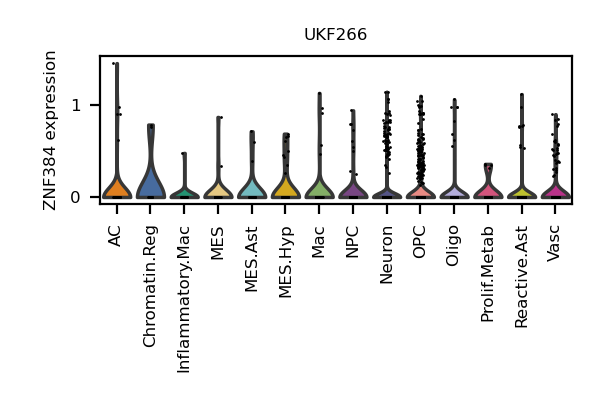 UKF266
ZNF384 expression
1
0
AC
Chromatin.Reg
Inflammatory.Mac
MES
MES.Ast
MES.Hyp
Mac
NPC
Neuron
OPC
Oligo
Prolif.Metab
Reactive.Ast
Vasc